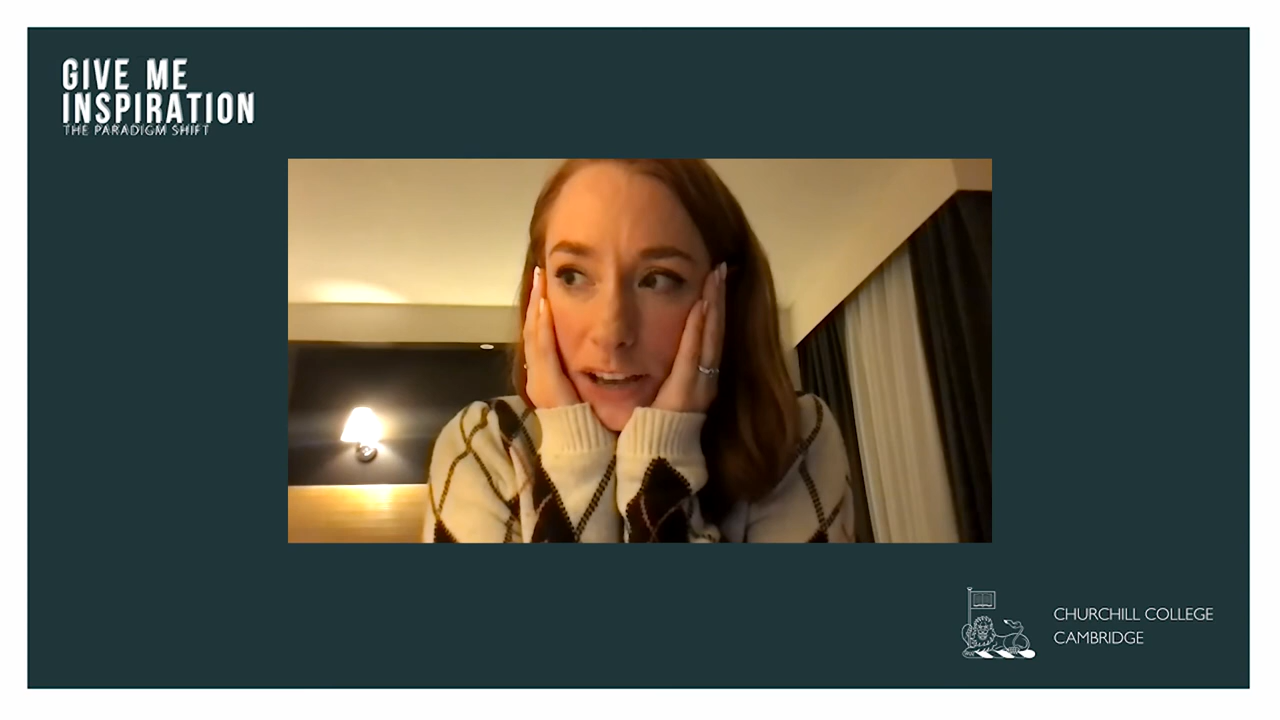 GIVE ME
INSPIRATION
THE PARADIGM SHIFT
CHURCHILL COLLEGE
CAMBRIDGE